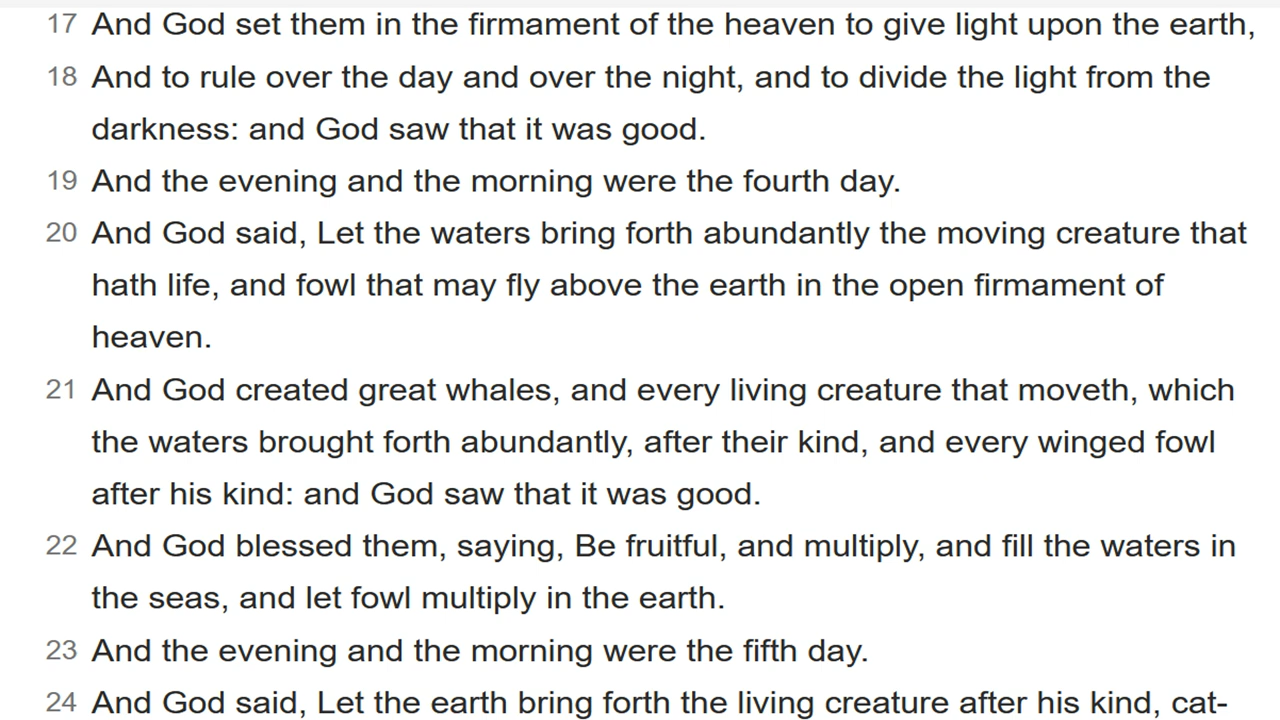 17 And God set them in the firmament of the heaven to give light upon the earth,
18 And to rule over the day and over the night, and to divide the light from the
darkness: and God saw that it was good.
19 And the evening and the morning were the fourth day.
20 And God said, Let the waters bring forth abundantly the moving creature that
hath life, and fowl that may fly above the earth in the open firmament of
heaven.
21 And God created great whales, and every living creature that moveth, which
the waters brought forth abundantly, after their kind, and every winged fowl
after his kind: and God saw that it was good.
22 And God blessed them, saying, Be fruitful, and multiply, and fill the waters in
the seas, and let fowl multiply in the earth.
23 And the evening and the morning were the fifth day.
24 And God said, Let the earth bring forth the living creature after his kind, cat-